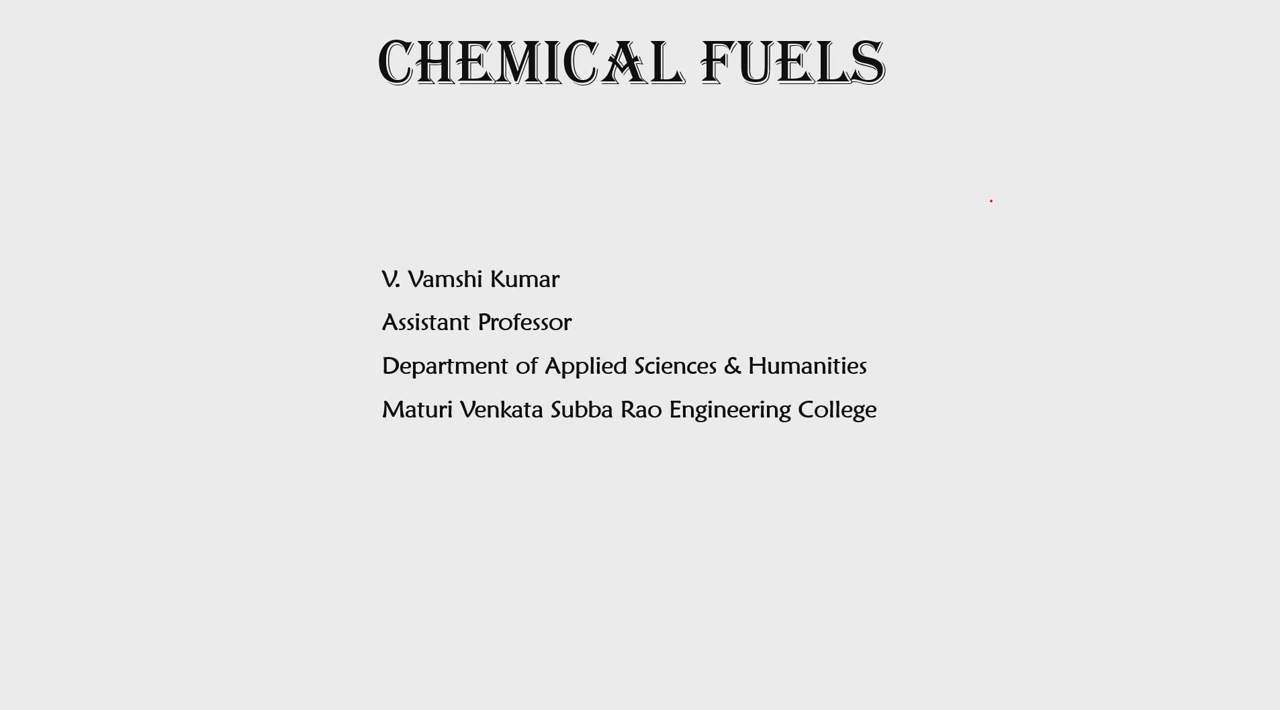 CHEMICAL FUELS
V. Vamshi Kumar
Assistant Professor
Department of Applied Sciences & Humanities
Maturi Venkata Subba Rao Engineering College